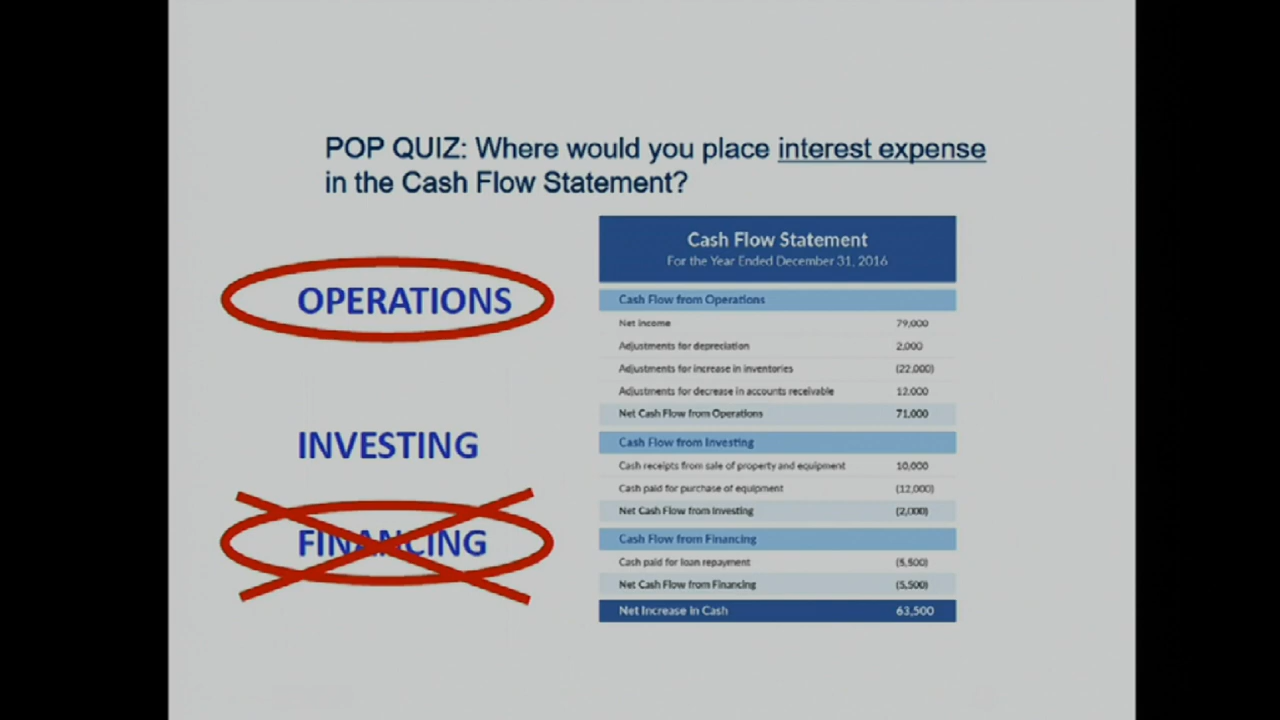 POP QUIZ: Where would you place interest expense
in the Cash Flow Statement?
OPERATIONS
INVESTING
FINANCING
Cash Flow Statement
For the Year Ended December 31, 2016
Cash Flow from Operations
Net Income 79,000
Adjustments for depreciation 2,000
Adjustments for increase in inventories (22,000)
Adjustments for decrease in accounts receivable 12,000
Net Cash Flow from Operations 71,000
Cash Flow from Investing
Cash receipts from sale of property and equipment 10,000
Cash paid for purchase of equipment (12,000)
Net Cash Flow from Investing (2,000)
Cash Flow from Financing
Cash paid for loan repayment (5,500)
Net Cash Flow from Financing (5,500)
Net Increase in Cash 63,500